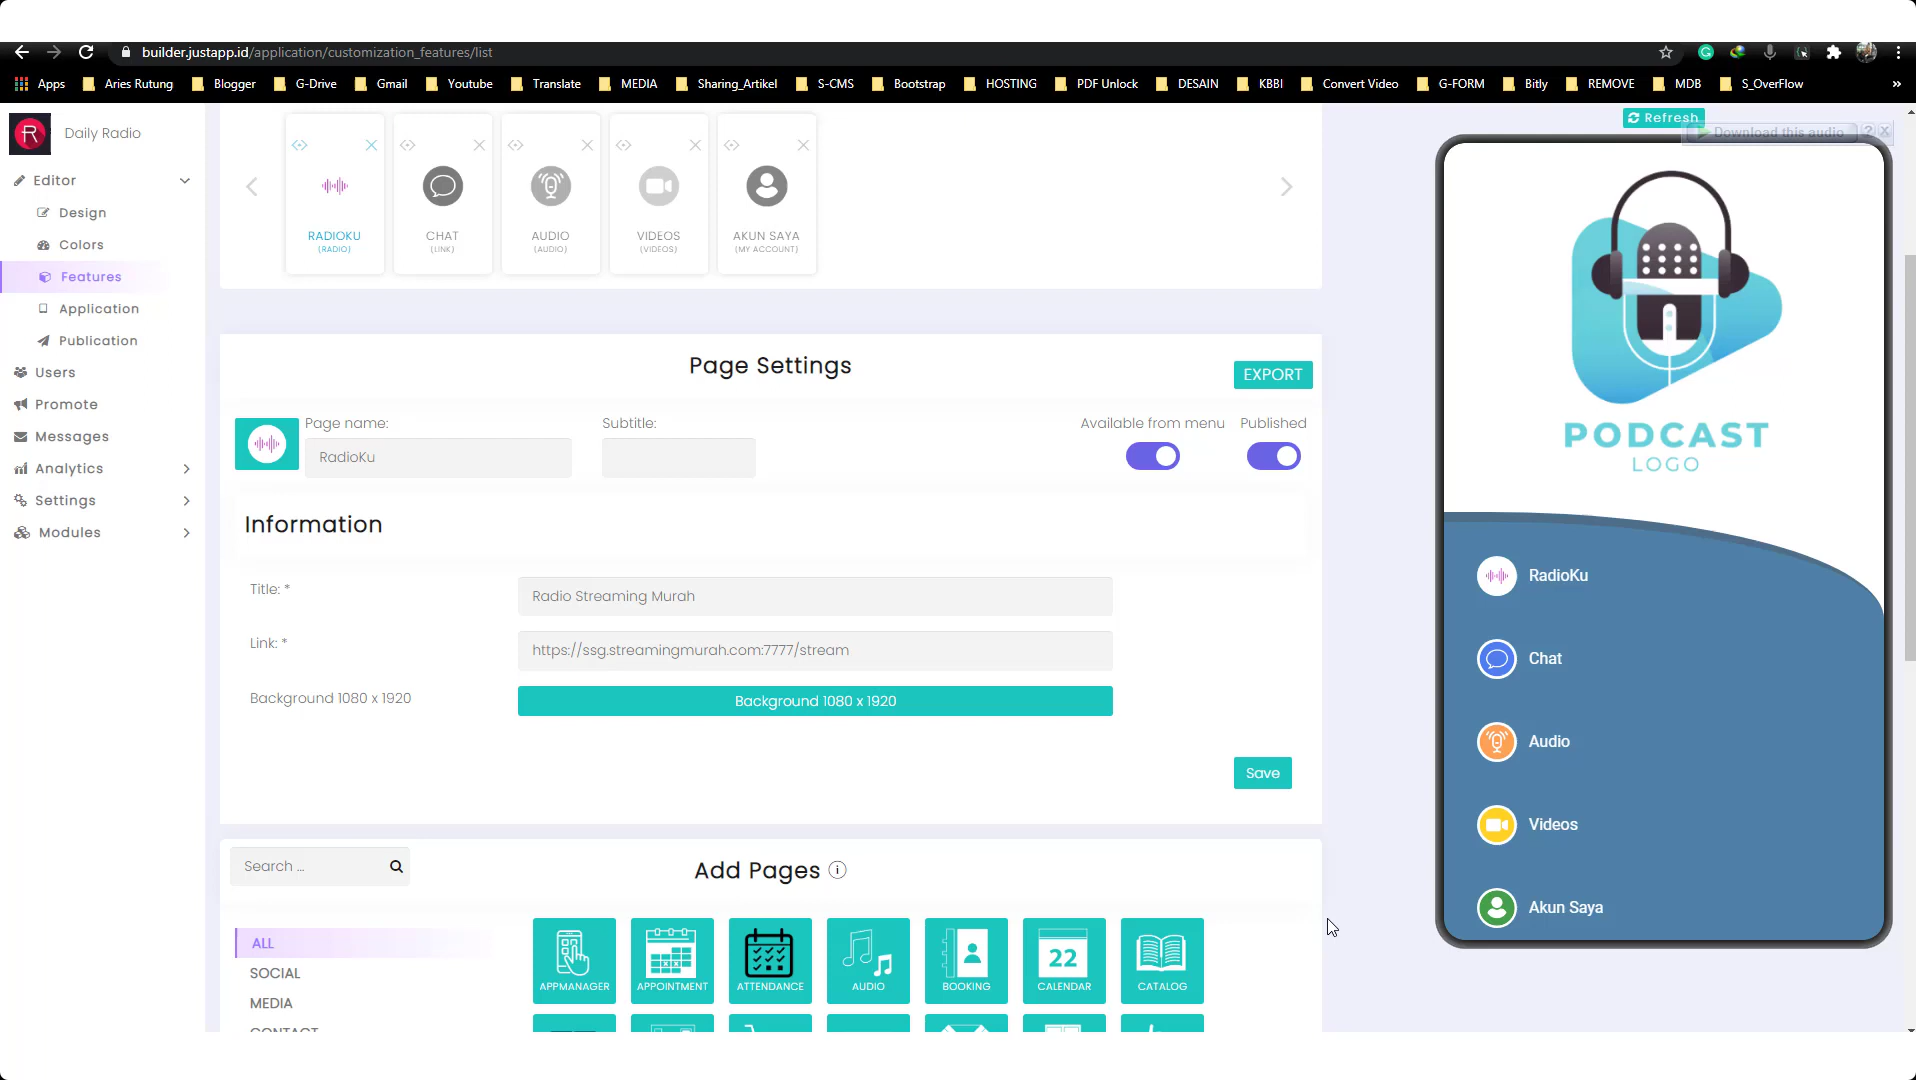 builder.justapp.id/application/customization_features/list
Apps Aries Rutung Blogger G-Drive Gmail Youtube Translate MEDIA Sharing_Artikel S-CMS Bootstrap HOSTING PDF Unlock DESAIN KBBI Convert Video G-FORM Bitly REMOVE MDB S_OverFlow »
Daily Radio
Editor
Design
Colors
Features
Application
Publication
Users
Promote
Messages
Analytics
Settings
Modules
RADIOKU
(RADIO)
CHAT
(LINK)
AUDIO
(AUDIO)
VIDEOS
(VIDEOS)
AKUN SAYA
(MY ACCOUNT)
Page Settings
EXPORT
Page name:
RadioKu
Subtitle:
Available from menu
Published
Information
Title: *
Radio Streaming Murah
Link: *
https://ssg.streamingmurah.com:7777/stream
Background 1080 x 1920
Background 1080 x 1920
Save
Search ...
Add Pages
ALL
SOCIAL
MEDIA
CONTACT
APPMANAGER
APPOINTMENT
ATTENDANCE
AUDIO
BOOKING
22
CALENDAR
CATALOG
Refresh
Download this audio ?
PODCAST
LOGO
RadioKu
Chat
Audio
Videos
Akun Saya